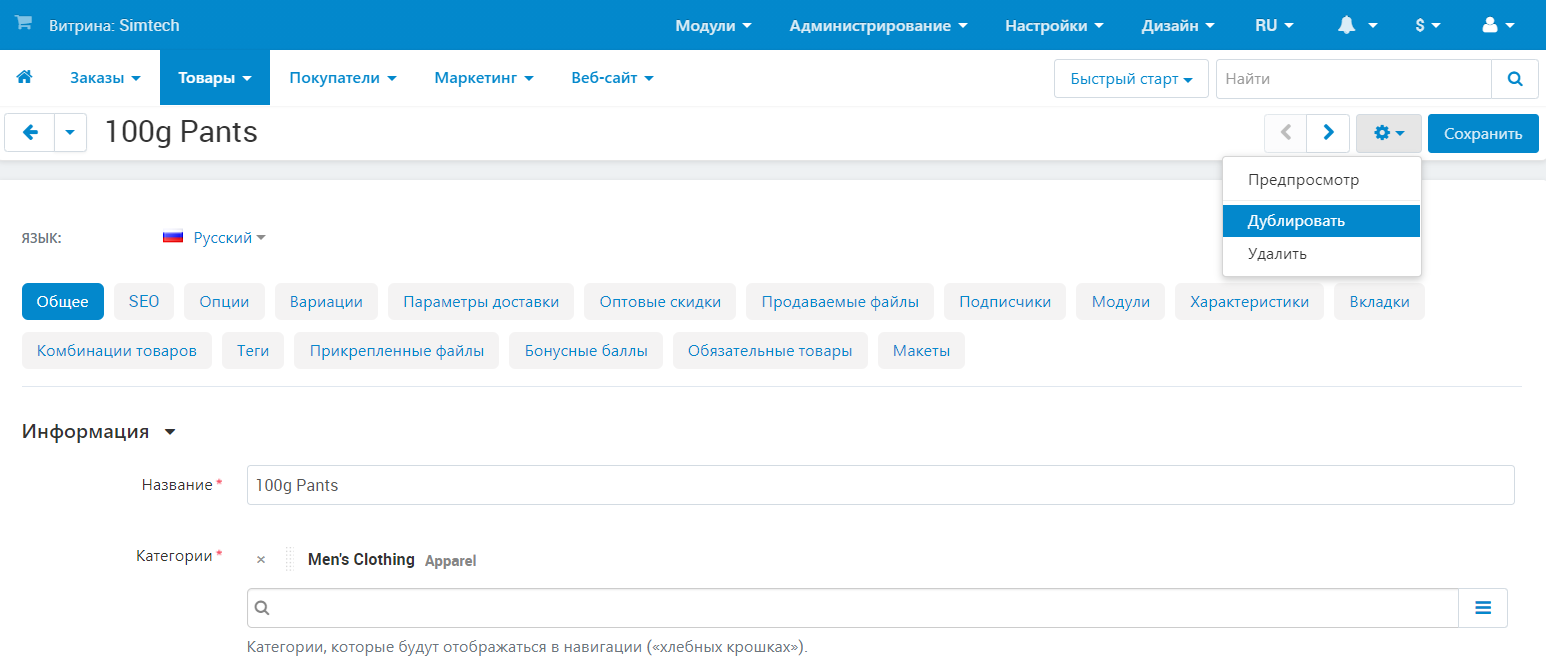 Витрина: Simtech Модули Администрирование Настройки Дизайн RU $
Заказы Товары Покупатели Маркетинг Веб-сайт Быстрый старт Найти
100g Pants Сохранить
Предпросмотр
Дублировать
Удалить
ЯЗЫК: Русский
Общее SEO Опции Вариации Параметры доставки Оптовые скидки Продаваемые файлы Подписчики Модули Характеристики Вкладки
Комбинации товаров Теги Прикрепленные файлы Бонусные баллы Обязательные товары Макеты
Информация
Название* 100g Pants
Категории* × Men's Clothing Apparel
Категории, которые будут отображаться в навигации («хлебных крошках»).